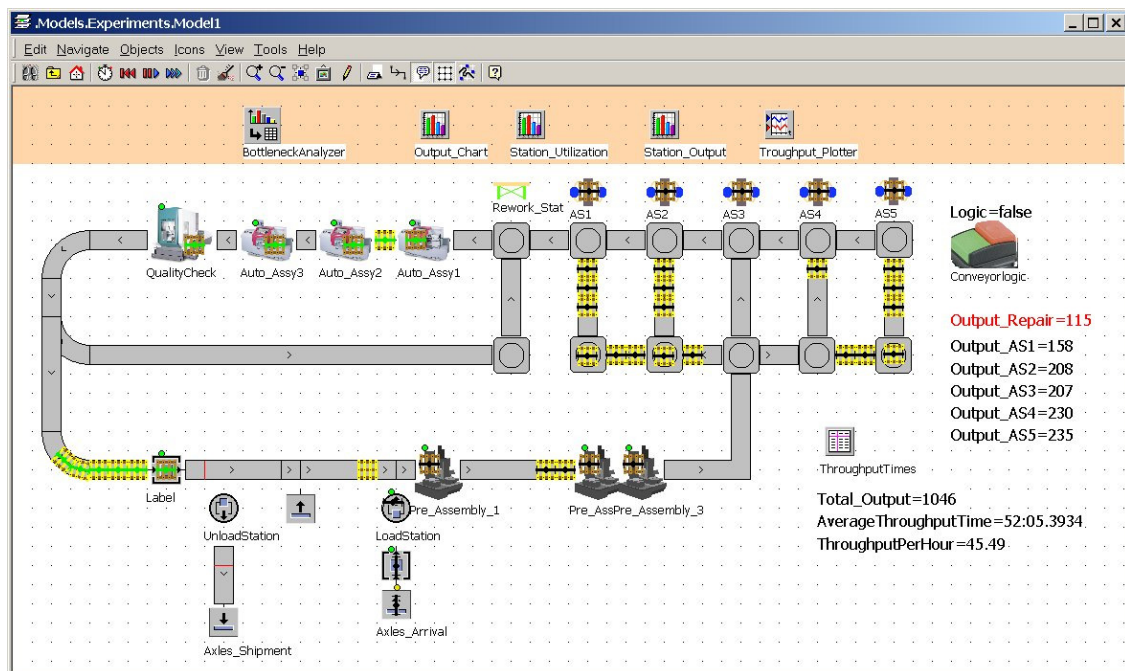 .Models.Experiments.Model1
Edit Navigate Objects Icons View Tools Help
BottleneckAnalyzer Output_Chart Station_Utilization Station_Output Troughput_Plotter
Rework_Stat AS1 AS2 AS3 AS4 AS5
Logic=false
QualityCheck Auto_Assy3 Auto_Assy2 Auto_Assy1
Conveyorlogic
Output_Repair=115
Output_AS1=158
Output_AS2=208
Output_AS3=207
Output_AS4=230
Output_AS5=235
ThroughputTimes
Label
Total_Output=1046
Pre_Assembly_1 Pre_Ass Pre_Assembly_3
AverageThroughputTime=52:05.3934
UnloadStation LoadStation
ThroughputPerHour=45.49
Axles_Arrival
Axles_Shipment